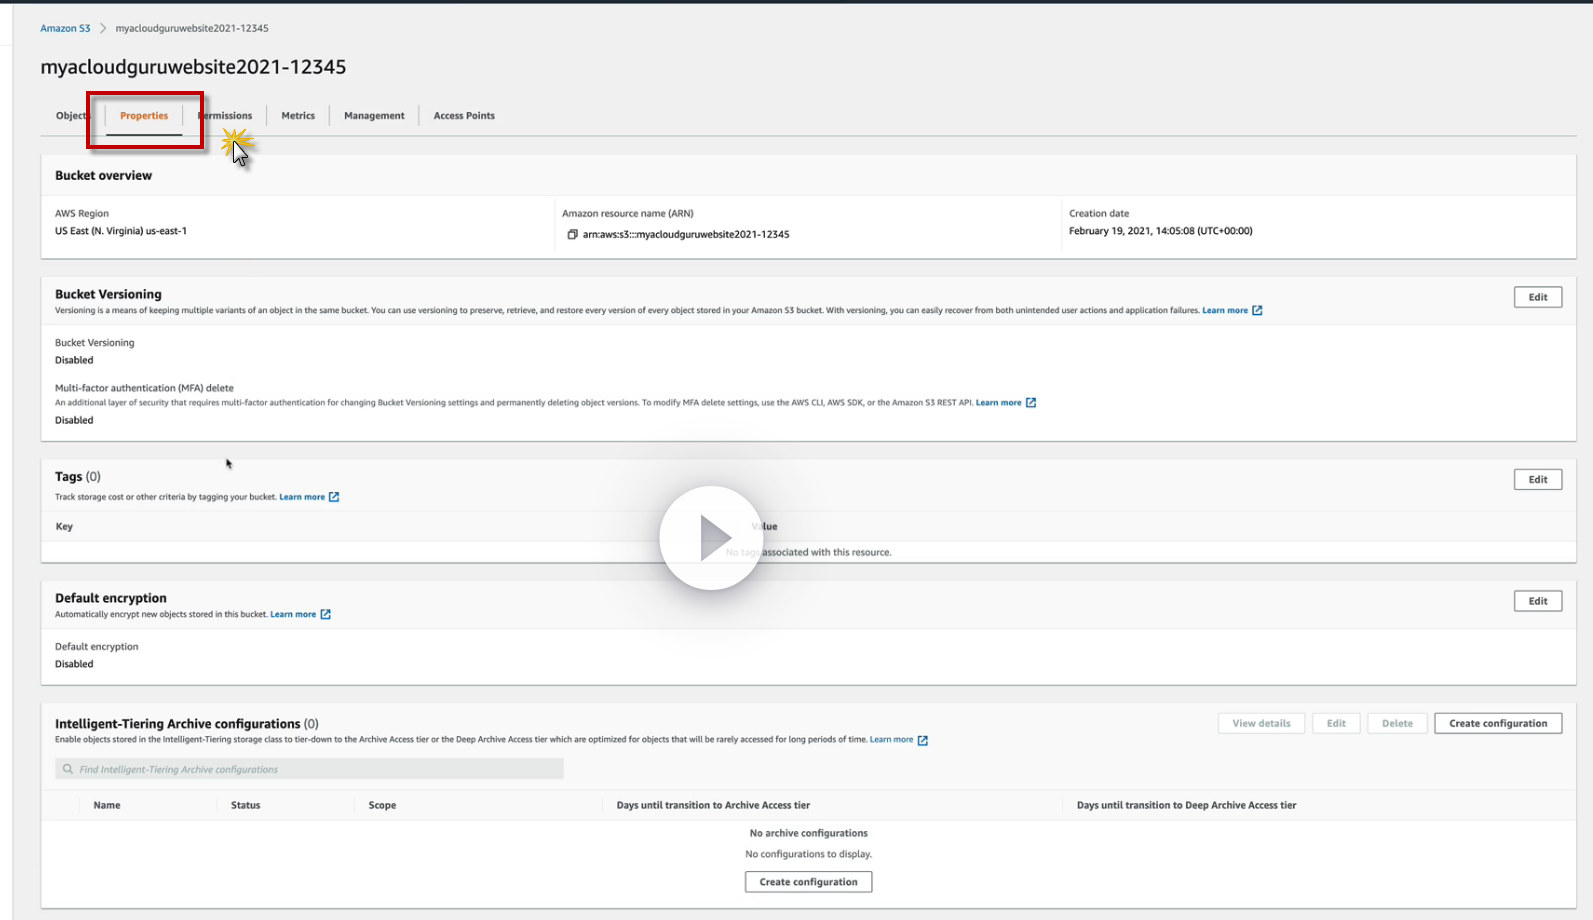 Amazon S3 > myacloudguruwebsite2021-12345
myacloudguruwebsite2021-12345
Objects Properties Permissions Metrics Management Access Points
Bucket overview
AWS Region
US East (N. Virginia) us-east-1
Amazon resource name (ARN)
arn:aws:s3:::myacloudguruwebsite2021-12345
Creation date
February 19, 2021, 14:05:08 (UTC+00:00)
Bucket Versioning
Edit
Versioning is a means of keeping multiple variants of an object in the same bucket. You can use versioning to preserve, retrieve, and restore every version of every object stored in your Amazon S3 bucket. With versioning, you can easily recover from both unintended user actions and application failures. Learn more
Bucket Versioning
Disabled
Multi-factor authentication (MFA) delete
An additional layer of security that requires multi-factor authentication for changing Bucket Versioning settings and permanently deleting object versions. To modify MFA delete settings, use the AWS CLI, AWS SDK, or the Amazon S3 REST API. Learn more
Disabled
Tags (0)
Edit
Track storage cost or other criteria by tagging your bucket. Learn more
Key Value
No tags associated with this resource.
Default encryption
Edit
Automatically encrypt new objects stored in this bucket. Learn more
Default encryption
Disabled
Intelligent-Tiering Archive configurations (0)
View details Edit Delete Create configuration
Enable objects stored in the Intelligent-Tiering storage class to tier-down to the Archive Access tier or the Deep Archive Access tier which are optimized for objects that will be rarely accessed for long periods of time. Learn more
Find Intelligent-Tiering Archive configurations
Name Status Scope Days until transition to Archive Access tier Days until transition to Deep Archive Access tier
No archive configurations
No configurations to display.
Create configuration